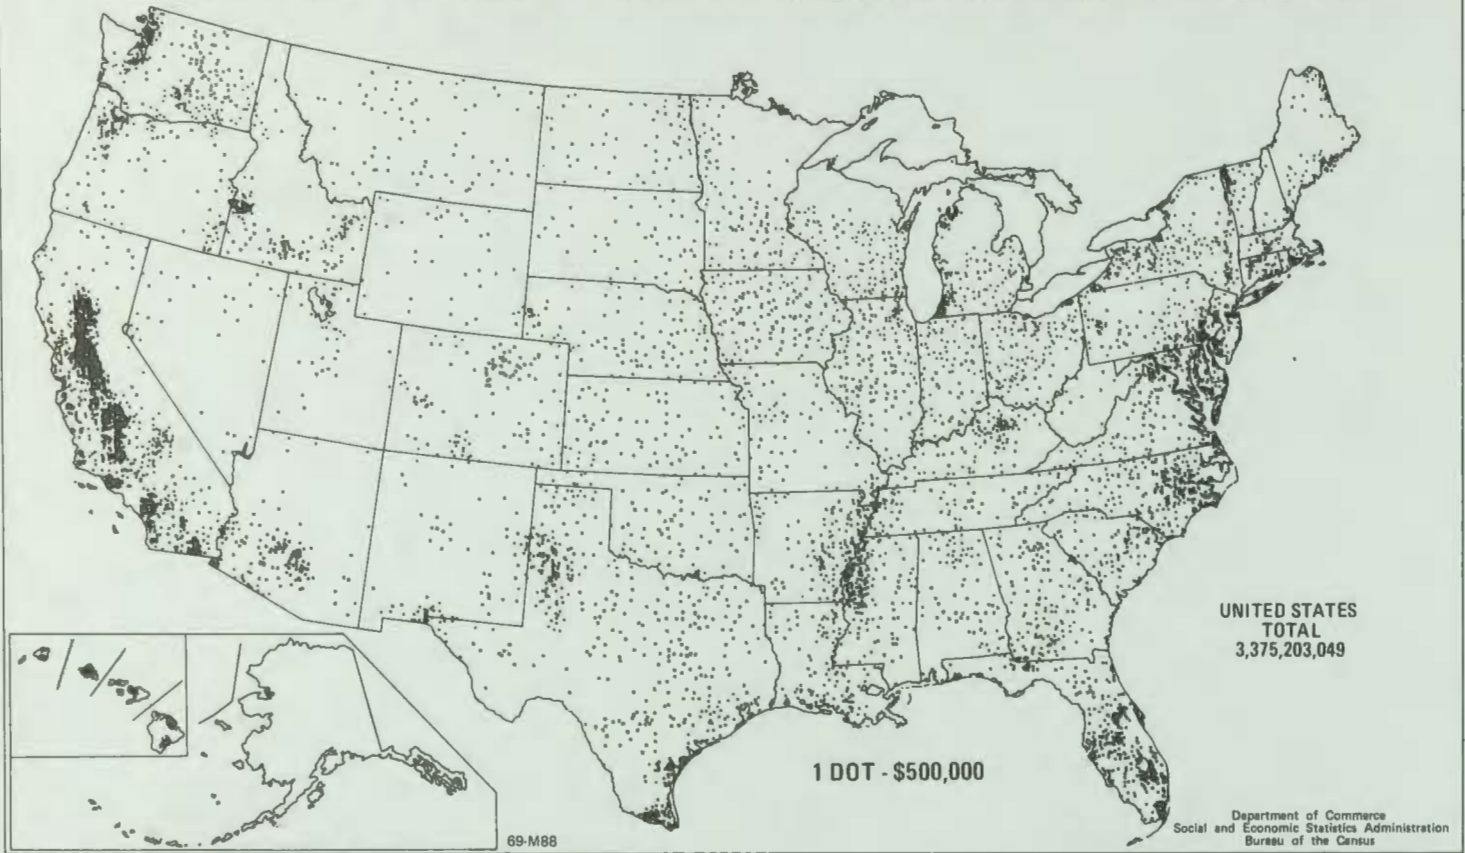 UNITED STATES
TOTAL
3,375,203,049
1 DOT - $500,000
Department of Commerce
Social and Economic Statistics Administration
Bureau of the Census
69-M88